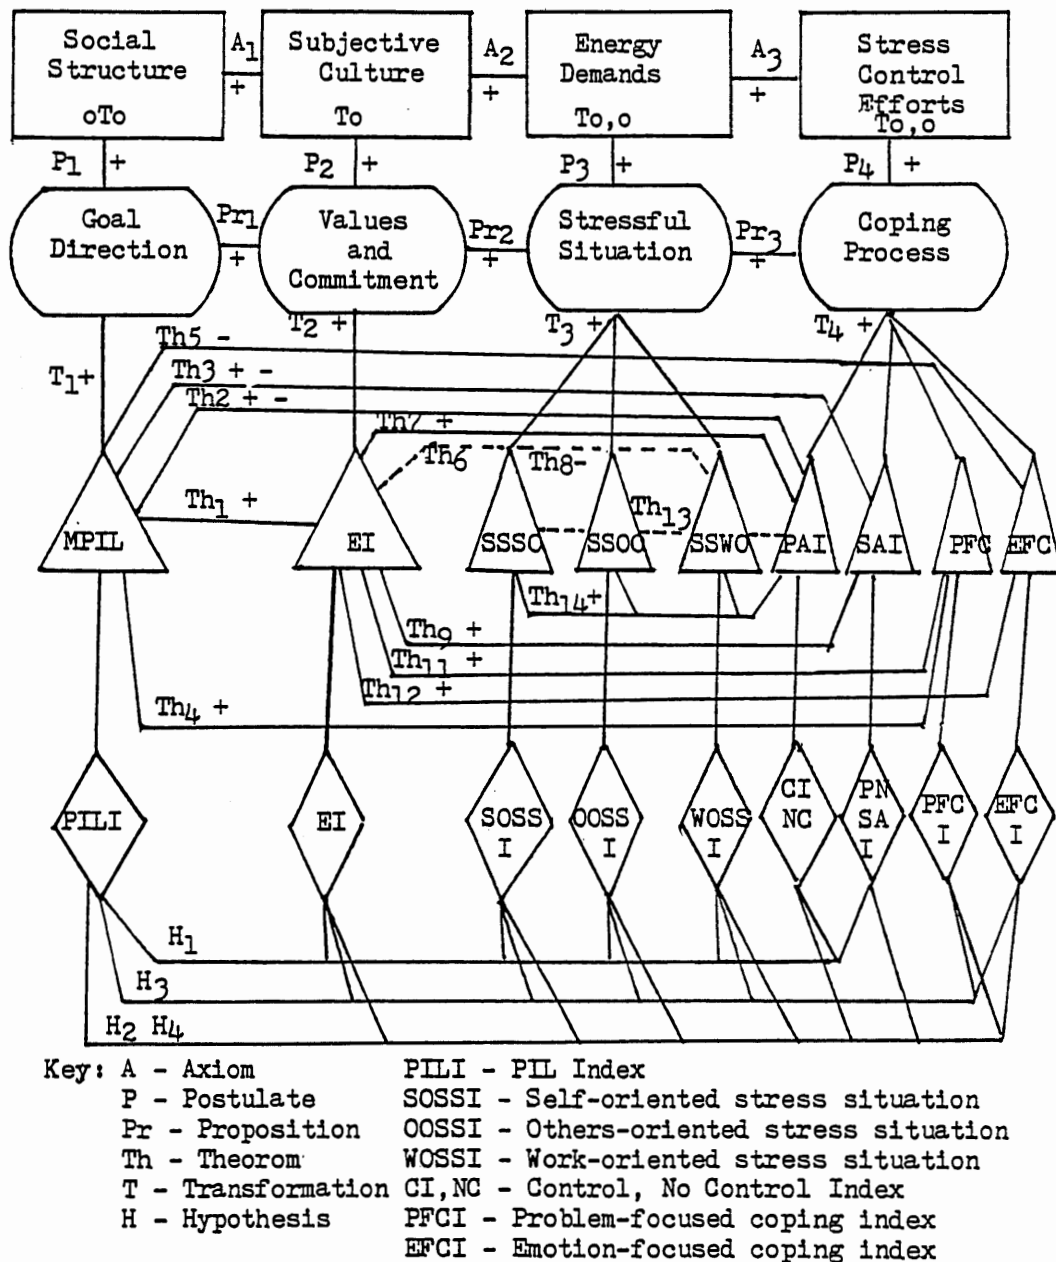 Social Structure
oTo
A1
+
Subjective Culture
To
A2
+
Energy Demands
To,o
A3
+
Stress Control Efforts
To,o
P1 +
P2 +
P3 +
P4 +
Goal Direction
Pr1
+
Values and Commitment
Pr2
+
Stressful Situation
Pr3
+
Coping Process
T1+
T2 +
T3 +
T4 +
Th5 -
Th3 + -
Th2 + -
Th7 +
Th6
Th8-
Th1 +
Th13
MPIL
EI
SSSO
SSOO
SSWO
PAI
SAI
PFC
EFC
Th14+
Th9 +
Th11 +
Th12 +
Th4 +
PILI
EI
SOSS I
OOSS I
WOSS I
CI NC
PN SA I
PFC I
EFC I
H1
H3
H2 H4
Key: A - Axiom
P - Postulate
Pr - Proposition
Th - Theorom
T - Transformation
H - Hypothesis
PILI - PIL Index
SOSSI - Self-oriented stress situation
OOSSI - Others-oriented stress situation
WOSSI - Work-oriented stress situation
CI,NC - Control, No Control Index
PFCI - Problem-focused coping index
EFCI - Emotion-focused coping index